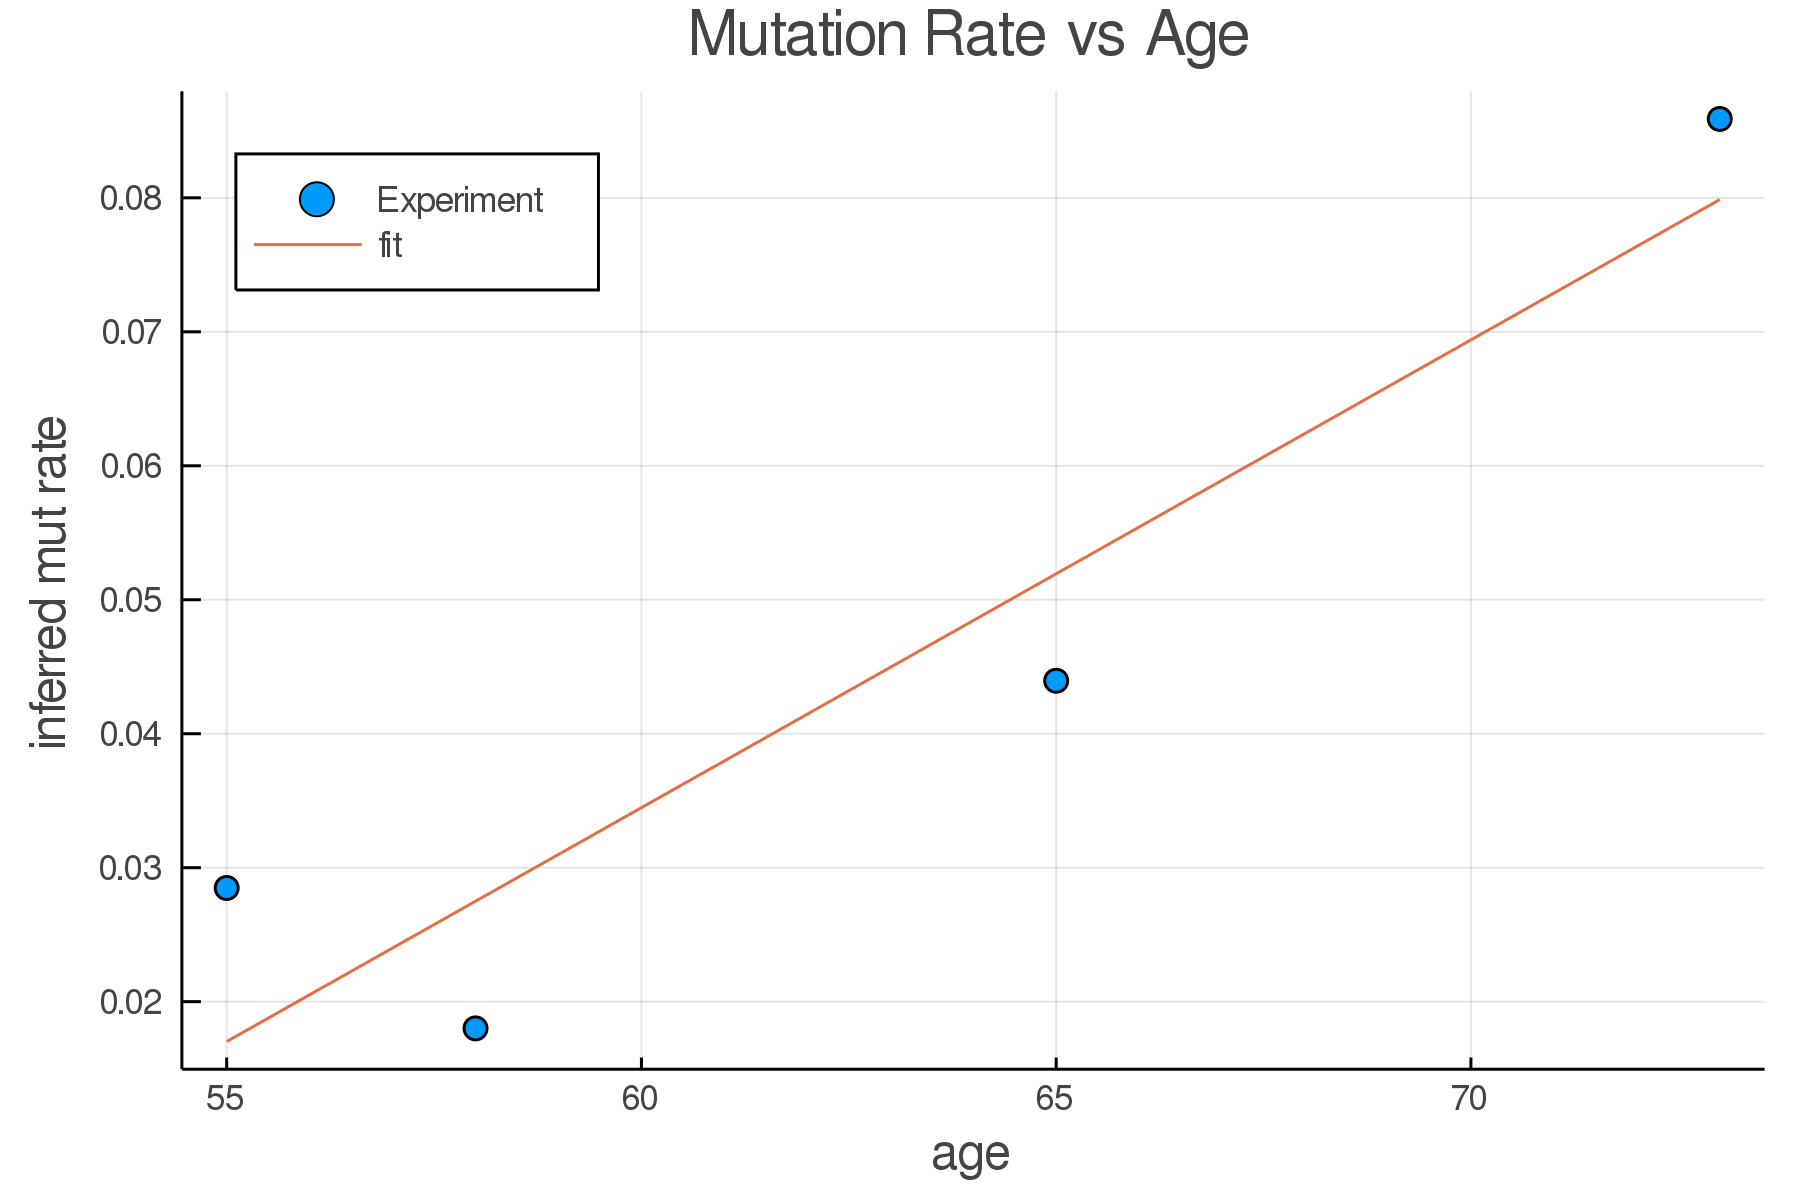 Mutation Rate vs Age
Experiment
fit
0.08
0.07
0.06
0.05
0.04
0.03
0.02
inferred mut rate
55
60
65
70
age